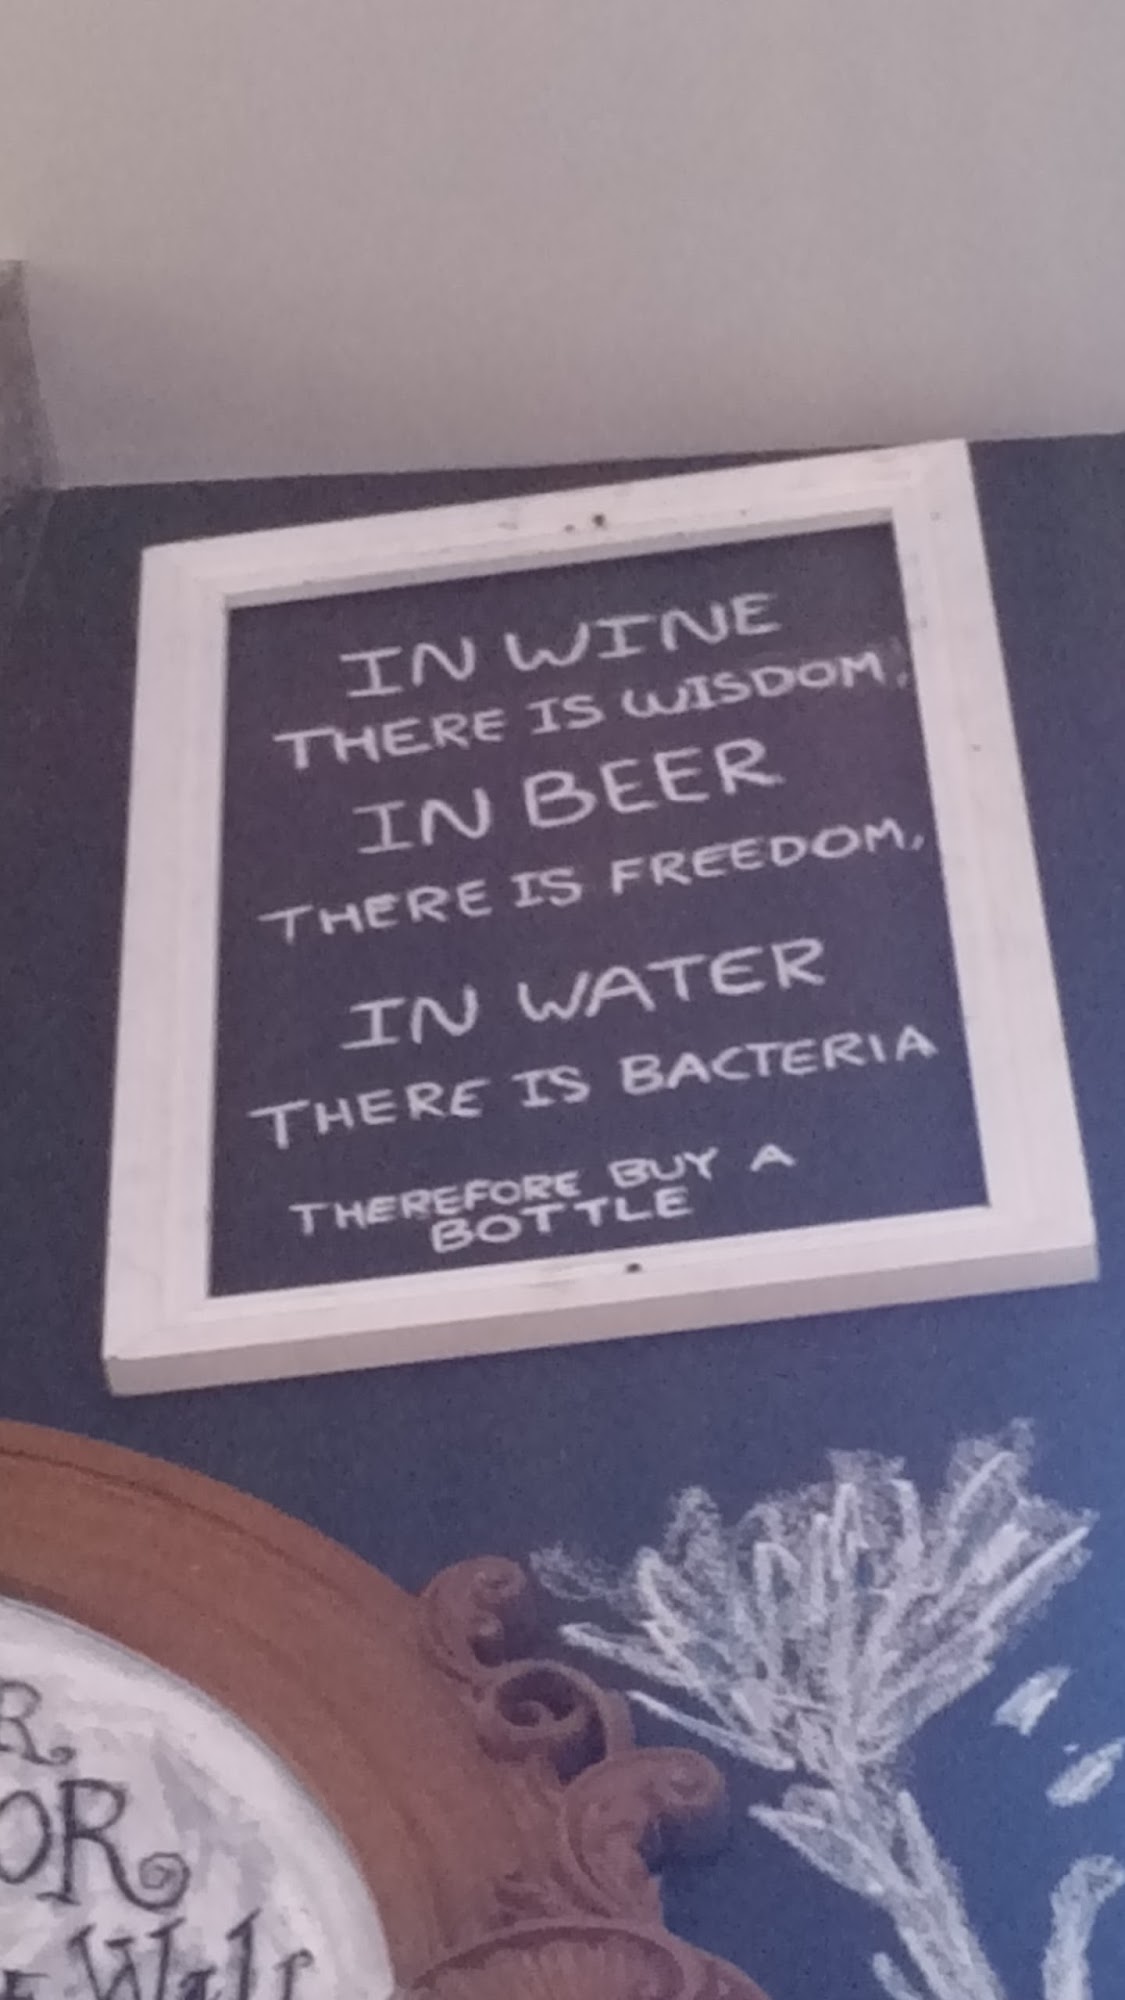 IN WINE
THERE IS WISDOM,
IN BEER
THERE IS FREEDOM,
IN WATER
THERE IS BACTERIA
THEREFORE BUY A
BOTTLE